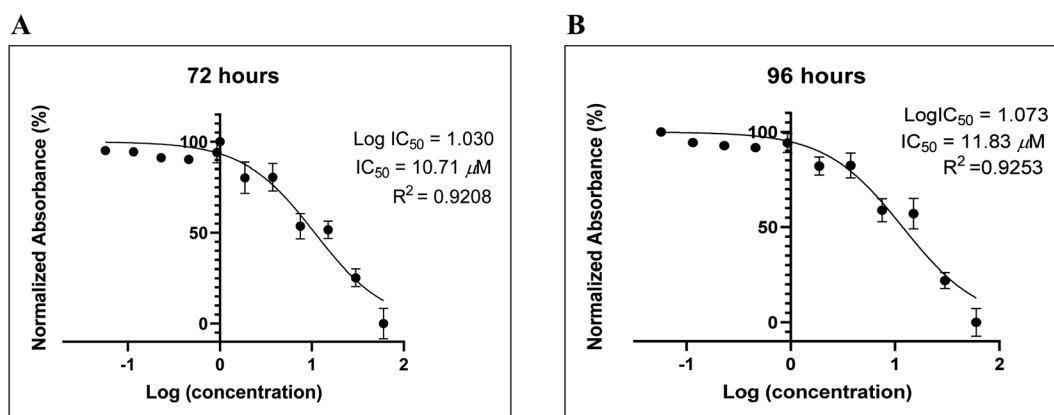 A
72 hours
Normalized Absorbance (%)
100
50
0
Log IC50 = 1.030
IC50 = 10.71 μM
R2 = 0.9208
-1
0
1
2
Log (concentration)
B
96 hours
Normalized Absorbance (%)
100
50
0
LogIC50 = 1.073
IC50 = 11.83 μM
R2 =0.9253
-1
0
1
2
Log (concentration)